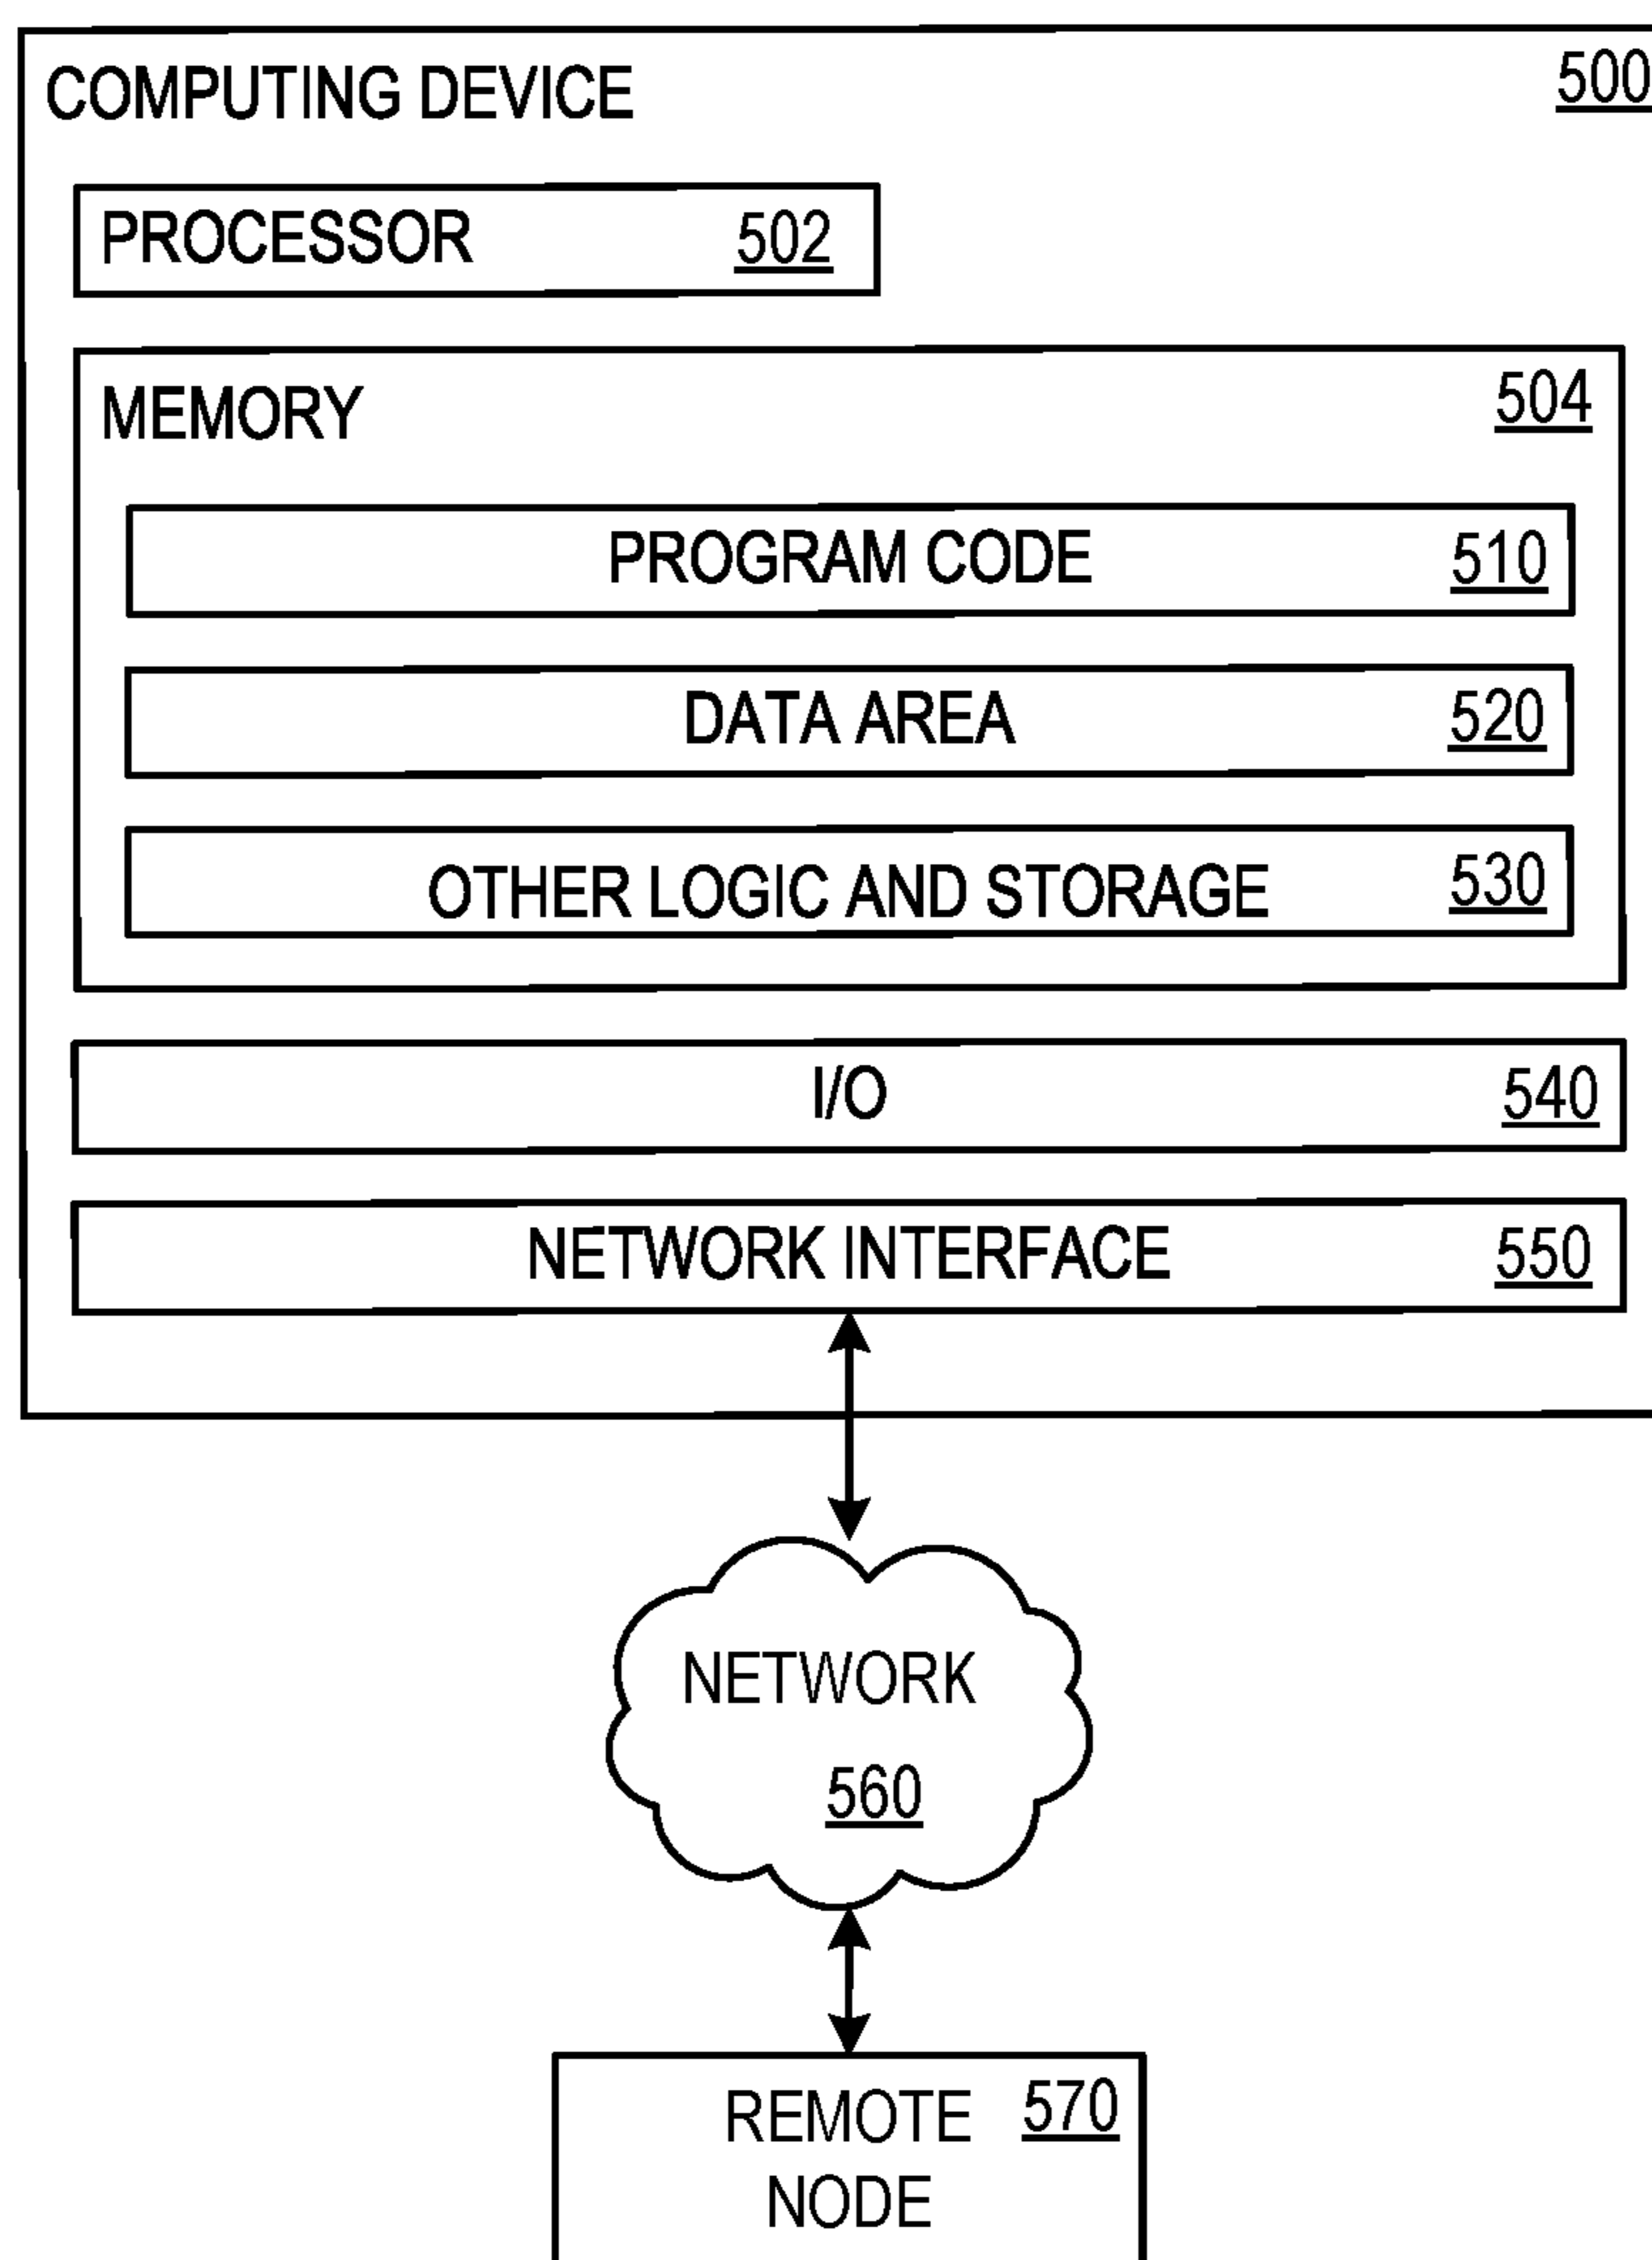 COMPUTING DEVICE 500
PROCESSOR 502
MEMORY 504
PROGRAM CODE 510
DATA AREA 520
OTHER LOGIC AND STORAGE 530
I/O 540
NETWORK INTERFACE 550
NETWORK
560
REMOTE 570
NODE